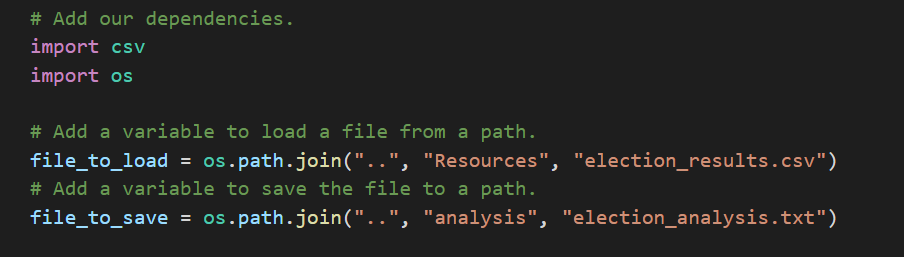 # Add our dependencies.
import csv
import os
# Add a variable to load a file from a path.
file_to_load = os.path.join("..", "Resources", "election_results.csv")
# Add a variable to save the file to a path.
file_to_save = os.path.join("..", "analysis", "election_analysis.txt")